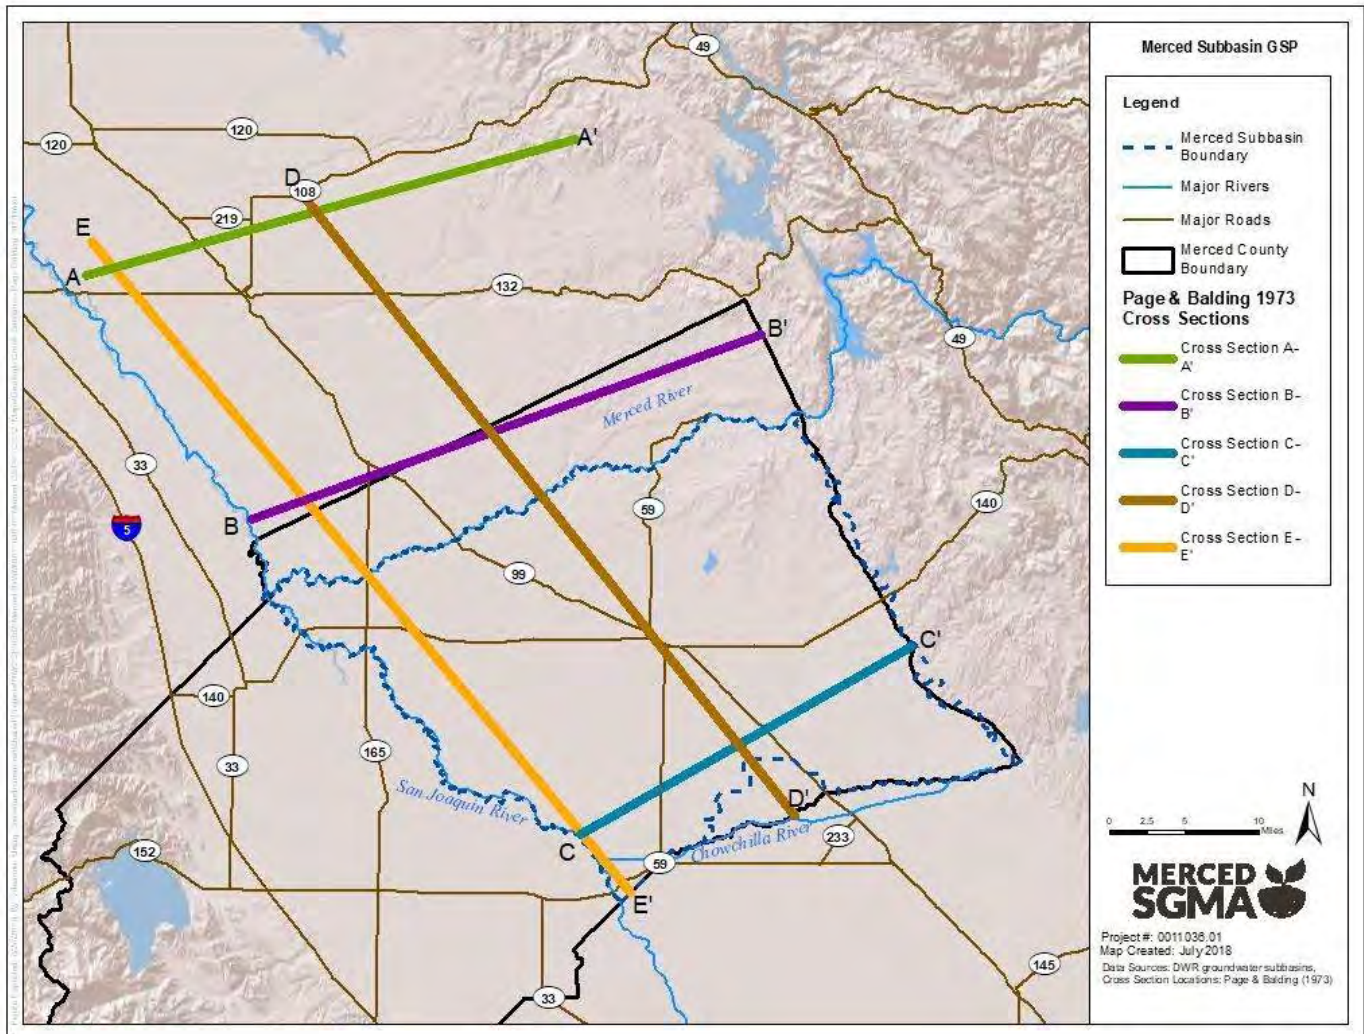 49
120
120
A'
D
108
219
E
A
132
B'
49
Merced River
33
140
59
B
5
99
C'
140
165
33
San Joaquin River
D'
233
C
Chowchilla River
152
59
E'
145
33
Merced Subbasin GSP
Legend
Merced Subbasin
Boundary
Major Rivers
Major Roads
Merced County
Boundary
Page & Balding 1973
Cross Sections
Cross Section A-
A'
Cross Section B-
B'
Cross Section C-
C'
Cross Section D-
D'
Cross Section E-
E'
N
0 2.5 5 10
Miles
MERCED
SGMA
Project #: 0011036.01
Map Created: July 2018
Data Sources: DWR groundwater subbasins,
Cross Section Locations: Page & Balding (1973)